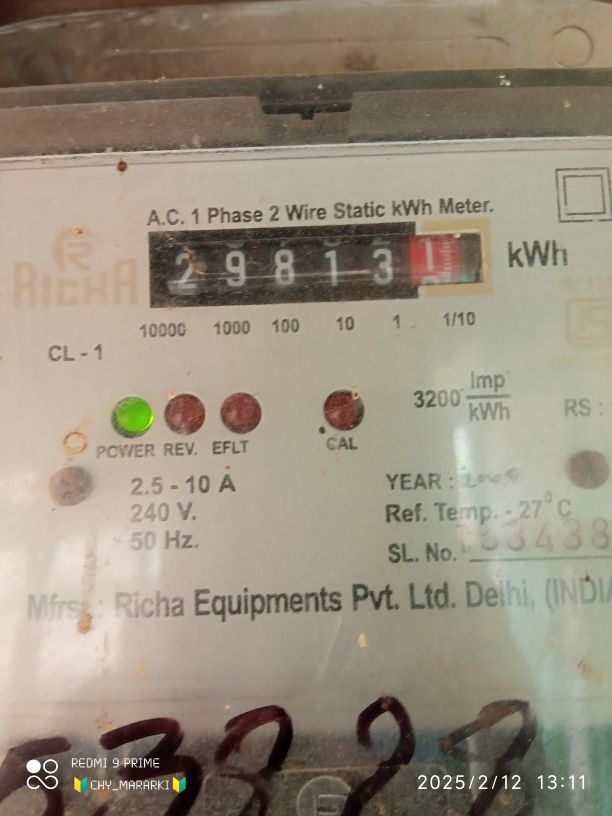 A.C. 1 Phase 2 Wire Static kWh Meter.
RICHA
2 9 8 1 3 1
kWh
10000 1000 100 10 1 1/10
CL - 1
3200 Imp/kWh
RS :
POWER REV. EFLT CAL
2.5 - 10 A
240 V.
50 Hz.
YEAR :
Ref. Temp. - 27°C
SL. No. 53438
Mfrs. : Richa Equipments Pvt. Ltd. Delhi, (INDIA
REDMI 9 PRIME
CHY_MARARKI
2025/2/12 13:11